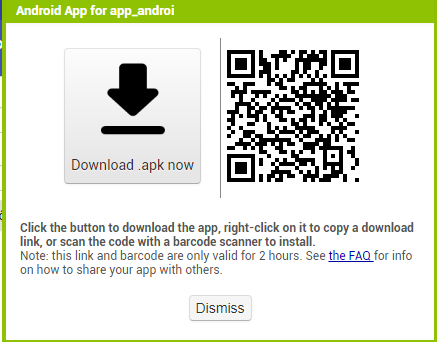 Android App for app_androi
Download .apk now
Click the button to download the app, right-click on it to copy a download
link, or scan the code with a barcode scanner to install.
Note: this link and barcode are only valid for 2 hours. See the FAQ for info
on how to share your app with others.
Dismiss